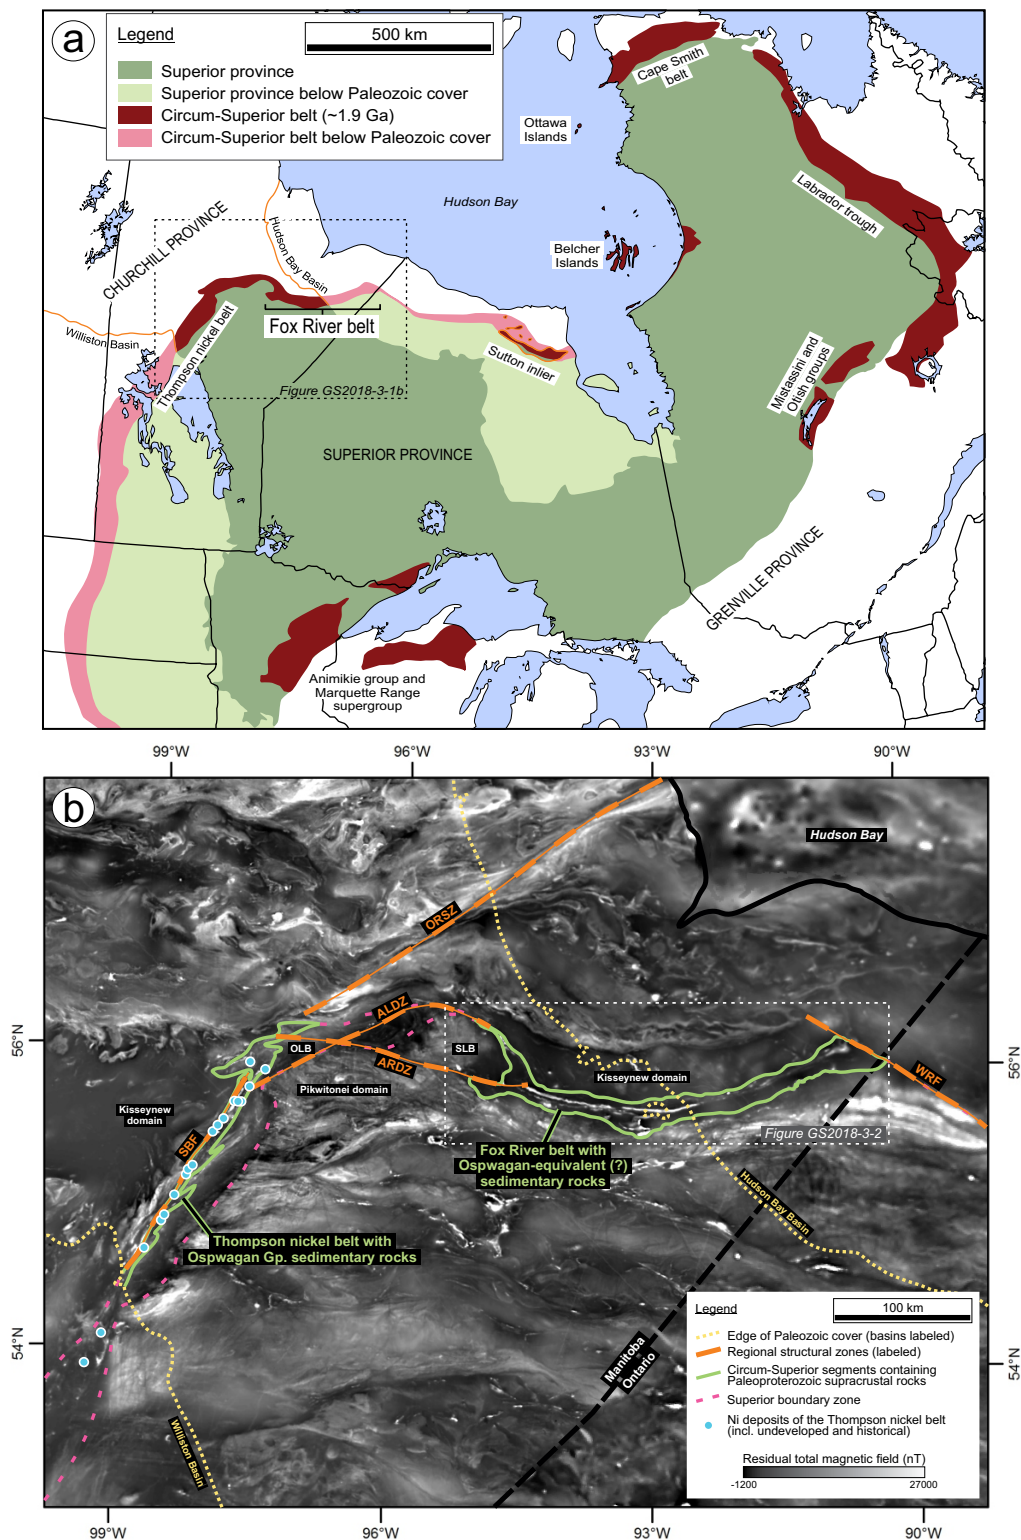 a
Legend
500 km
Superior province
Superior province below Paleozoic cover
Circum-Superior belt (~1.9 Ga)
Circum-Superior belt below Paleozoic cover
Cape Smith
belt
Ottawa
Islands
Hudson Bay
Labrador trough
Belcher
Islands
CHURCHILL PROVINCE
Hudson Bay Basin
Williston Basin
Thompson nickel belt
Fox River belt
Sutton inlier
Figure GS2018-3-1b
Mistassini and
Otish groups
SUPERIOR PROVINCE
GRENVILLE PROVINCE
Animikie group and
Marquette Range
supergroup
99°W
96°W
93°W
90°W
b
Hudson Bay
ORSZ
ALDZ
56°N
OLB
SLB
ARDZ
56°N
Kisseynew domain
Pikwitonei domain
WRF
Kisseynew
domain
SBF
Figure GS2018-3-2
Fox River belt with
Ospwagan-equivalent (?)
sedimentary rocks
Hudson Bay Basin
Thompson nickel belt with
Ospwagan Gp. sedimentary rocks
54°N
54°N
Manitoba
Ontario
Williston Basin
Legend
100 km
Edge of Paleozoic cover (basins labeled)
Regional structural zones (labeled)
Circum-Superior segments containing
Paleoproterozoic supracrustal rocks
Superior boundary zone
Ni deposits of the Thompson nickel belt
(incl. undeveloped and historical)
Residual total magnetic field (nT)
-1200
27000
99°W
96°W
93°W
90°W